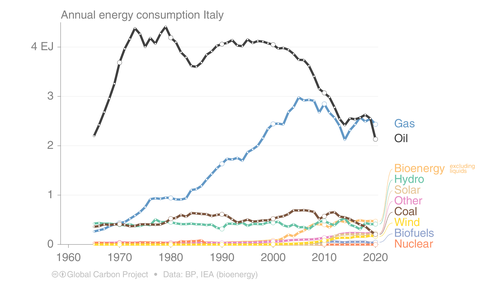 Annual energy consumption Italy
4 EJ
3
2
1
0
1960 1970 1980 1990 2000 2010 2020
Gas
Oil
Bioenergy excluding liquids
Hydro
Solar
Other
Coal
Wind
Biofuels
Nuclear
Global Carbon Project • Data: BP, IEA (bioenergy)